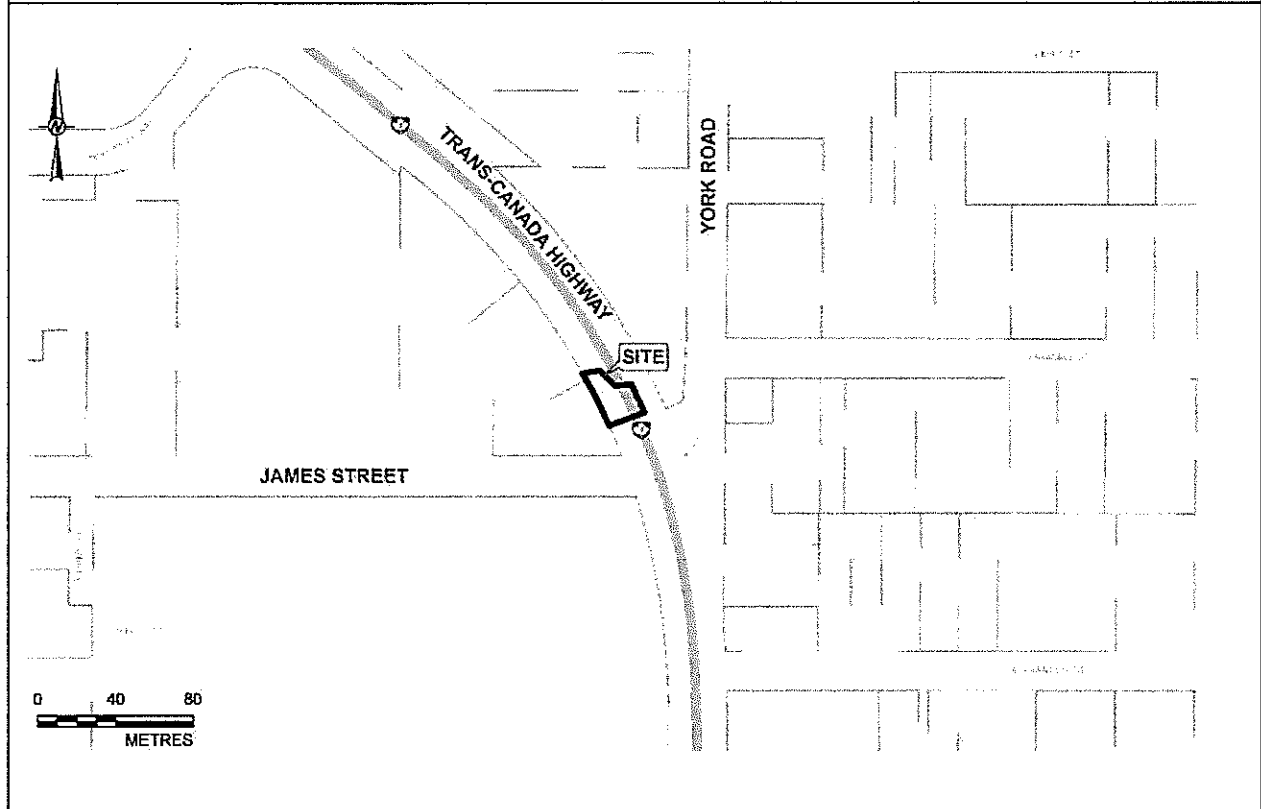 N
TRANS-CANADA HIGHWAY
YORK ROAD
SITE
JAMES STREET
0 40 80
METRES